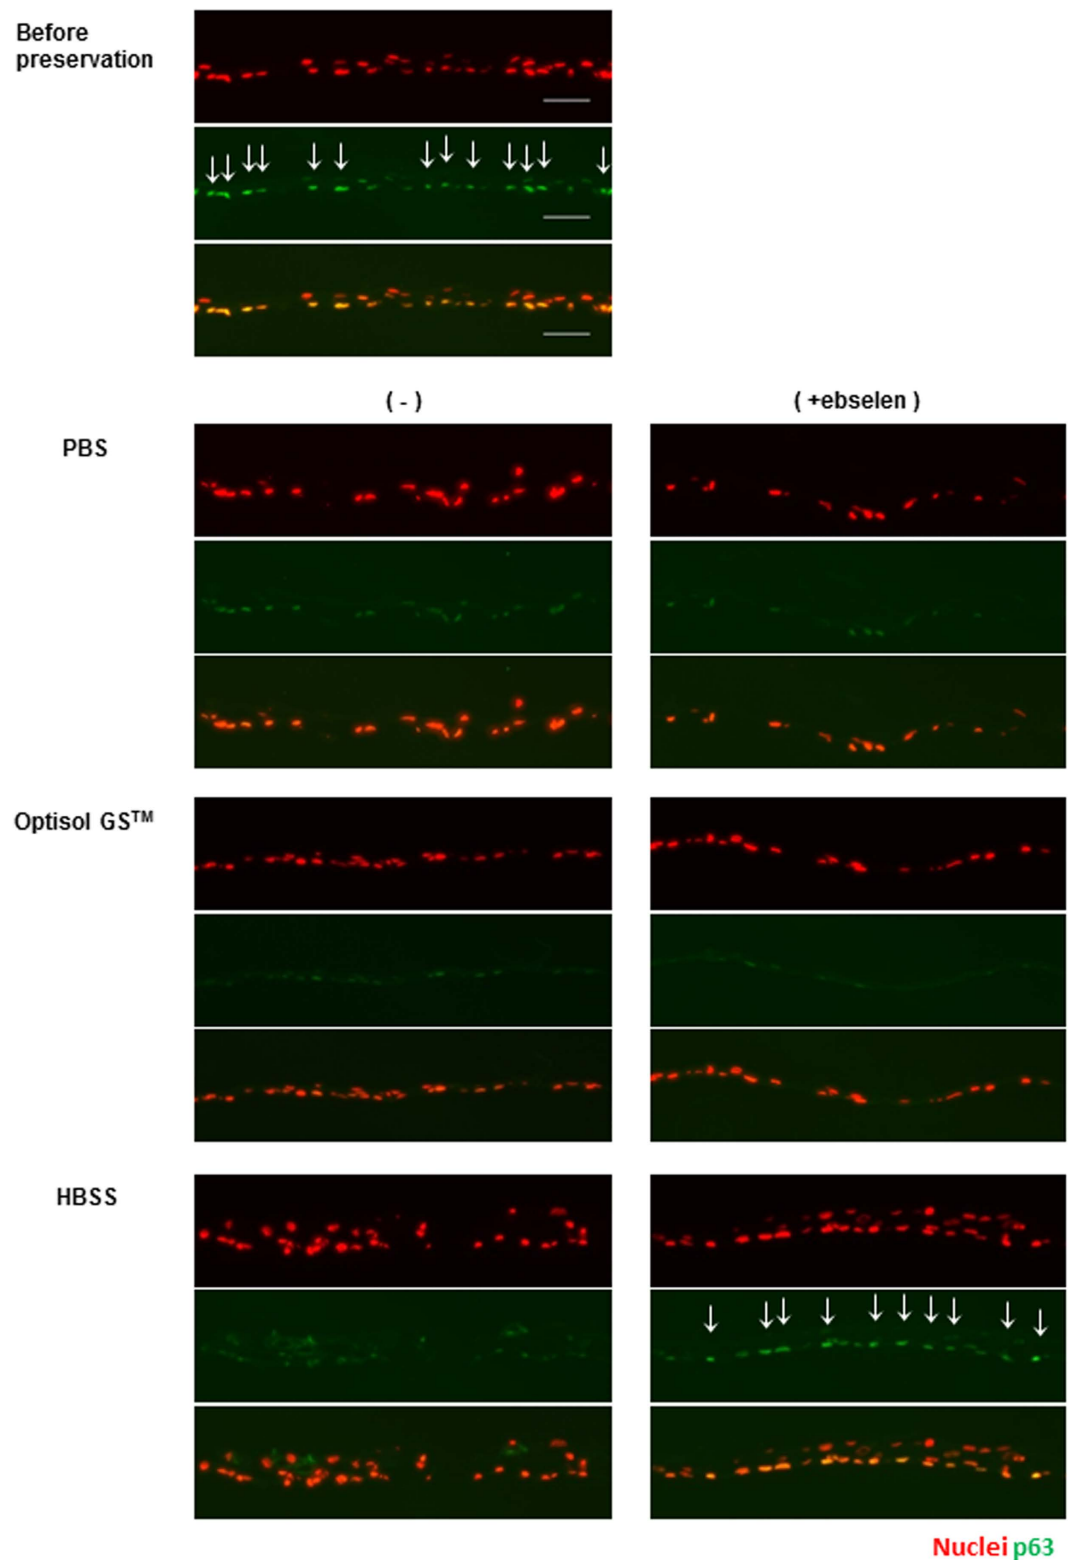 Before
preservation
( - )
( +ebselen )
PBS
Optisol GS™
HBSS
Nuclei p63